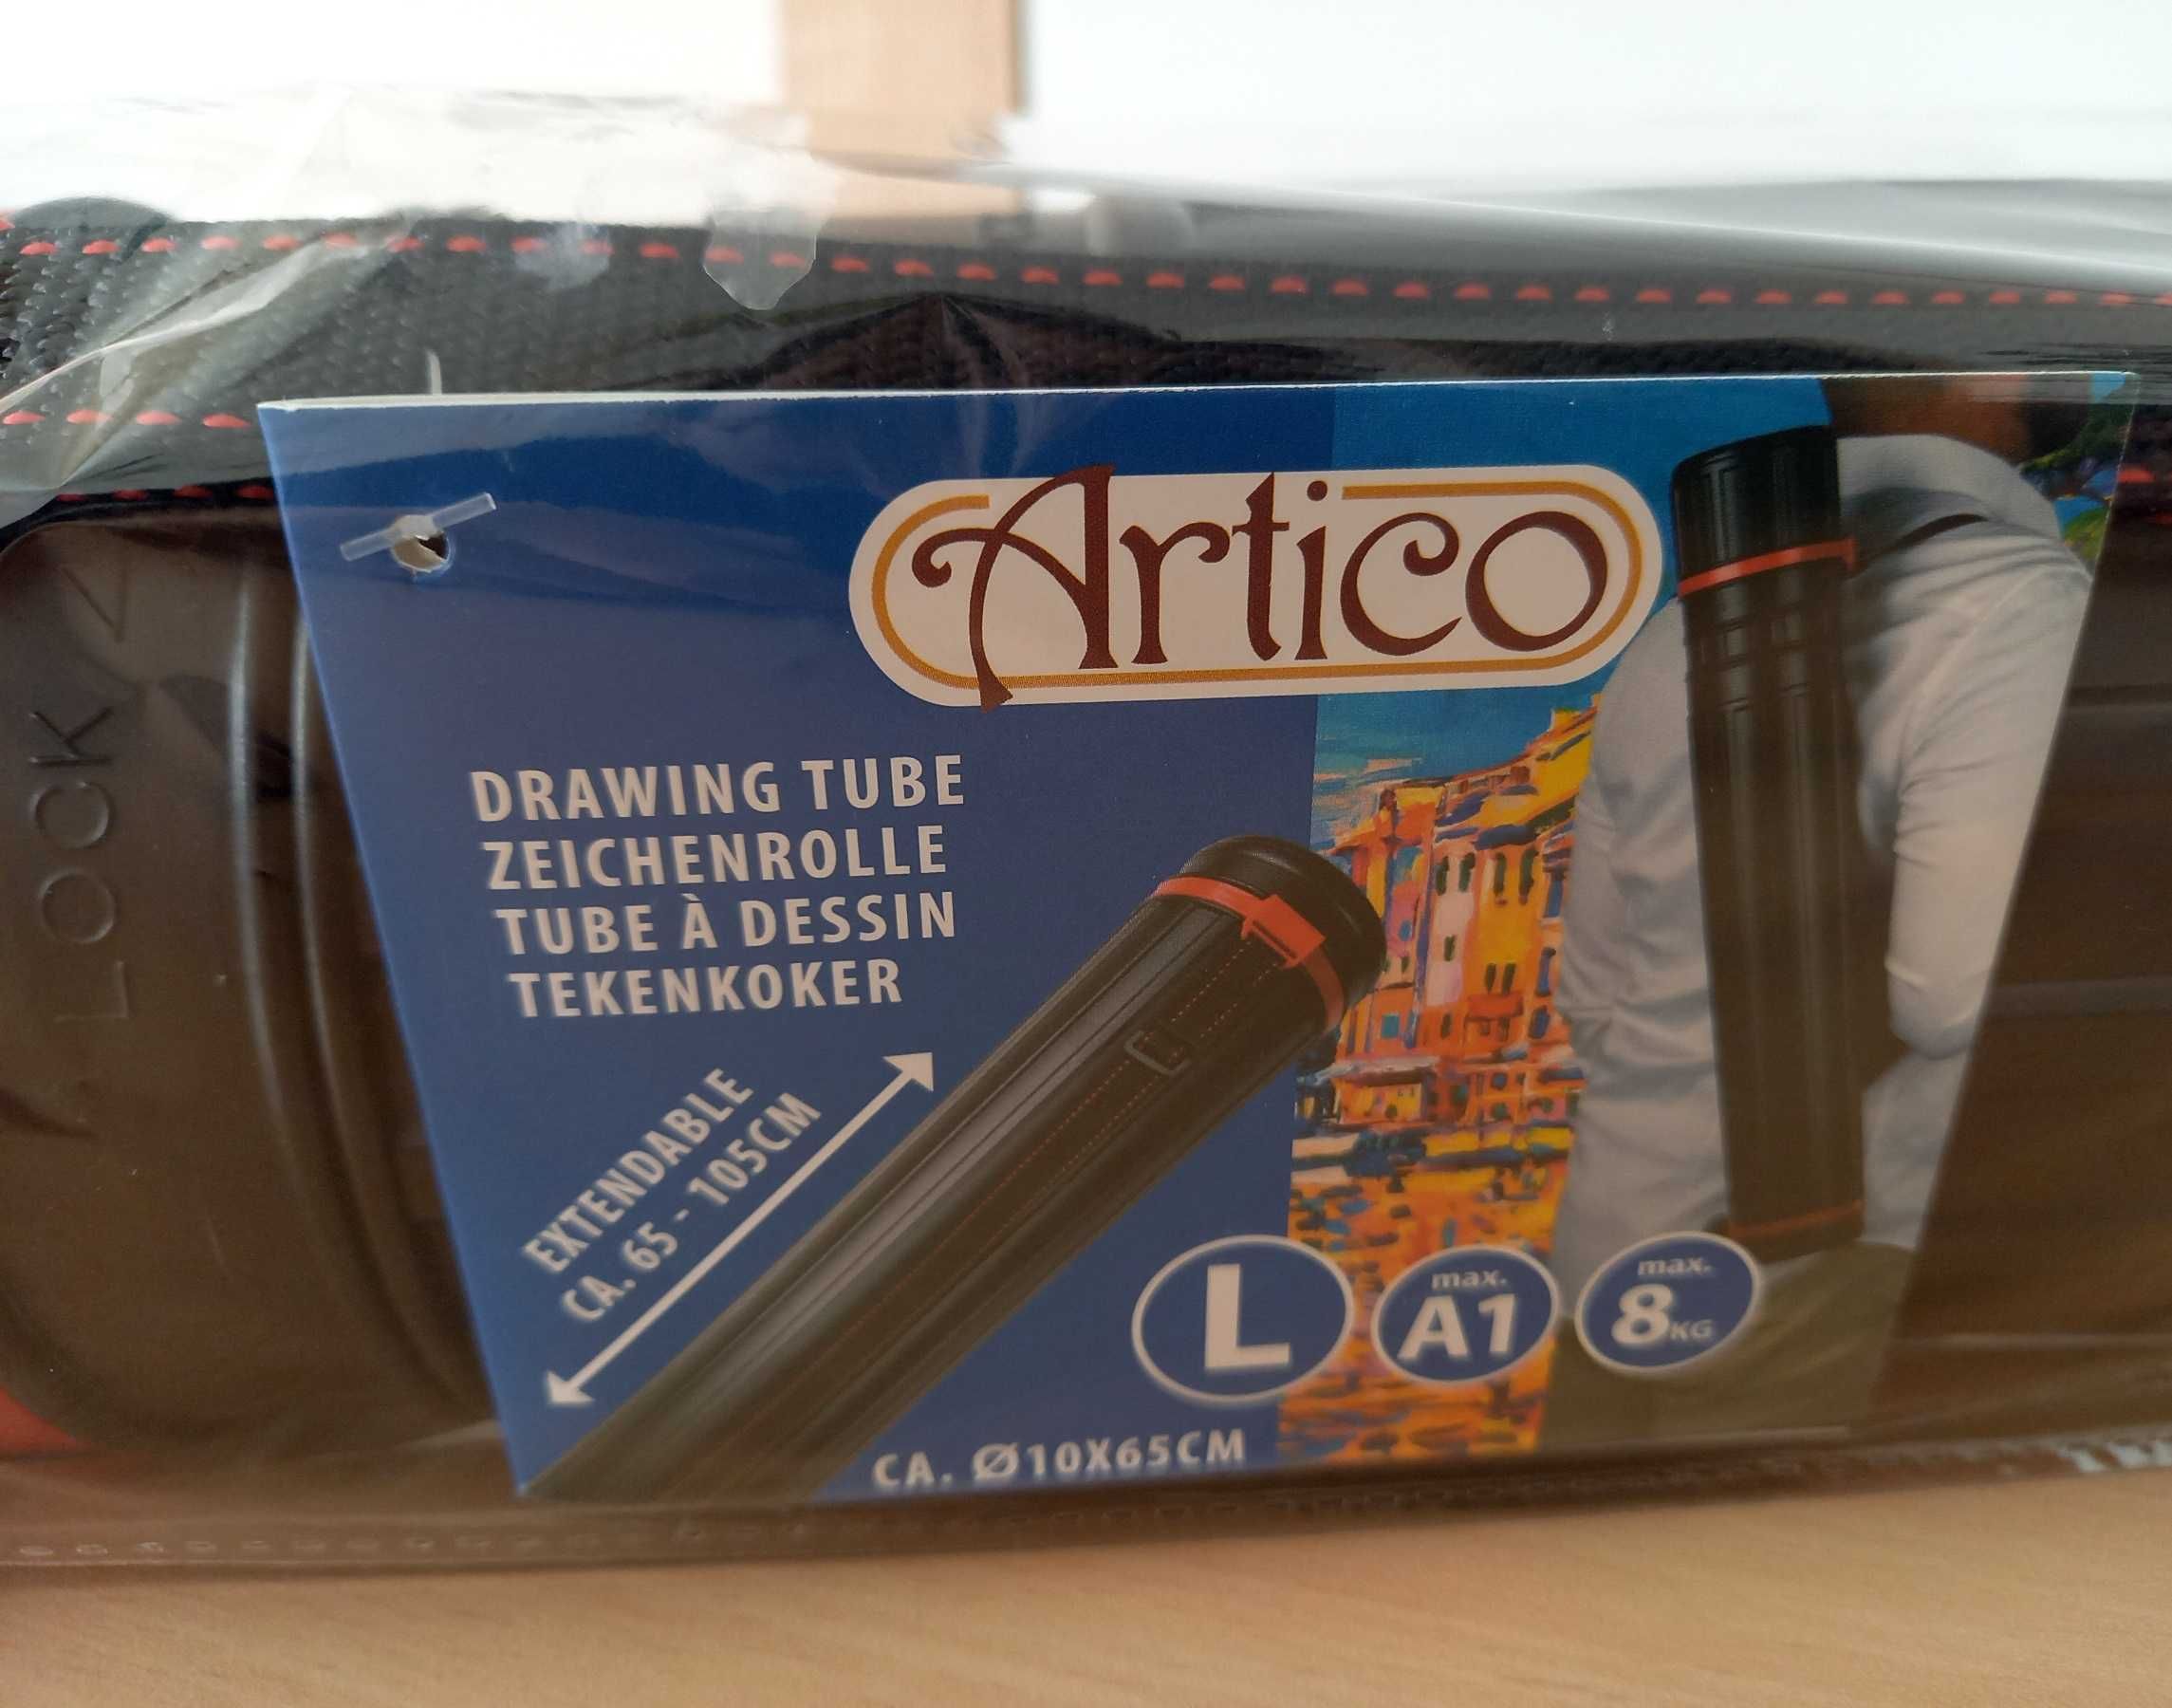 LOCK
Artico
DRAWING TUBE
ZEICHENROLLE
TUBE À DESSIN
TEKENKOKER
EXTENDABLE
CA. 65 - 105CM
L
max.
A1
max.
8KG
CA. Ø10X65CM